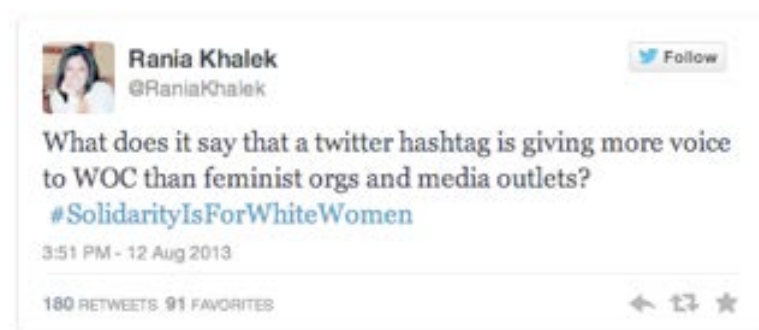 Rania Khalek
Follow
@RaniaKhalek
What does it say that a twitter hashtag is giving more voice
to WOC than feminist orgs and media outlets?
#SolidarityIsForWhiteWomen
3:51 PM - 12 Aug 2013
180 RETWEETS 91 FAVORITES